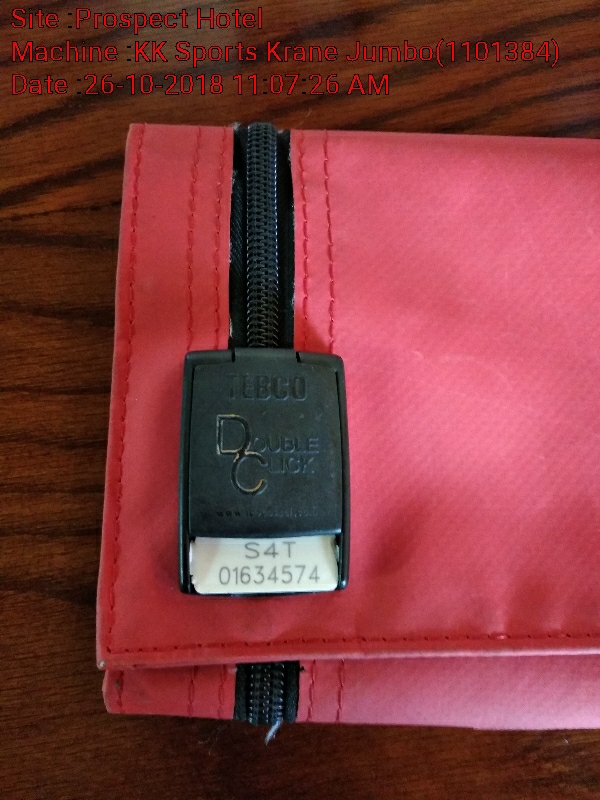 Site :Prospect Hotel
Machine :KK Sports Krane Jumbo(1101384)
Date :26-10-2018 11:07:26 AM
TEBCO
DOUBLE
CLICK
S4T
01634574